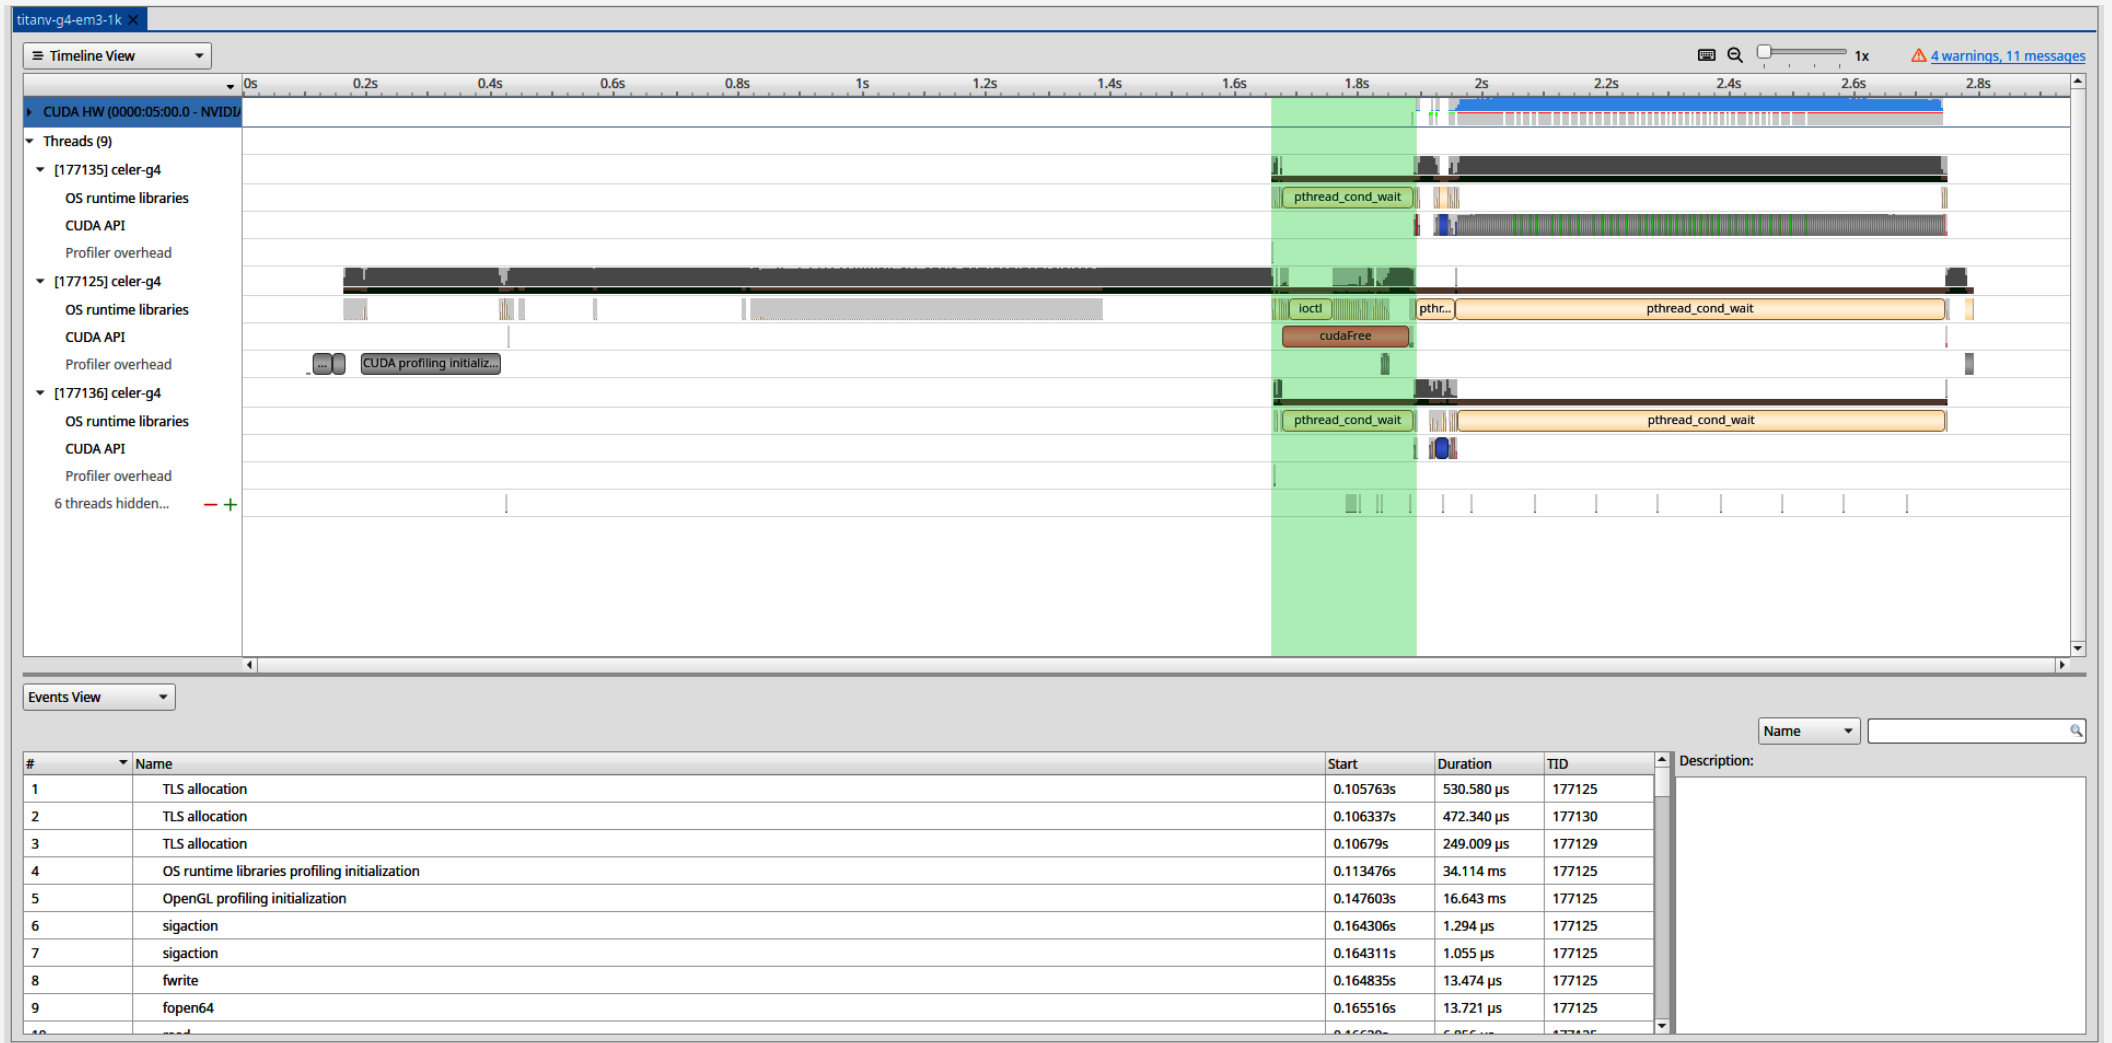 titanv-g4-em3-1k
Timeline View
1x
4 warnings, 11 messages
0s 0.2s 0.4s 0.6s 0.8s 1s 1.2s 1.4s 1.6s 1.8s 2s 2.2s 2.4s 2.6s 2.8s
CUDA HW (0000:05:00.0 - NVIDIA
Threads (9)
[177135] celer-g4
OS runtime libraries pthread_cond_wait
CUDA API
Profiler overhead
[177125] celer-g4
OS runtime libraries ioctl pthr... pthread_cond_wait
CUDA API cudaFree
Profiler overhead ... CUDA profiling initializ...
[177136] celer-g4
OS runtime libraries pthread_cond_wait pthread_cond_wait
CUDA API
Profiler overhead
6 threads hidden... − +
Events View
Name
# Name Start Duration TID Description:
1 TLS allocation 0.105763s 530.580 µs 177125
2 TLS allocation 0.106337s 472.340 µs 177130
3 TLS allocation 0.10679s 249.009 µs 177129
4 OS runtime libraries profiling initialization 0.113476s 34.114 ms 177125
5 OpenGL profiling initialization 0.147603s 16.643 ms 177125
6 sigaction 0.164306s 1.294 µs 177125
7 sigaction 0.164311s 1.055 µs 177125
8 fwrite 0.164835s 13.474 µs 177125
9 fopen64 0.165516s 13.721 µs 177125